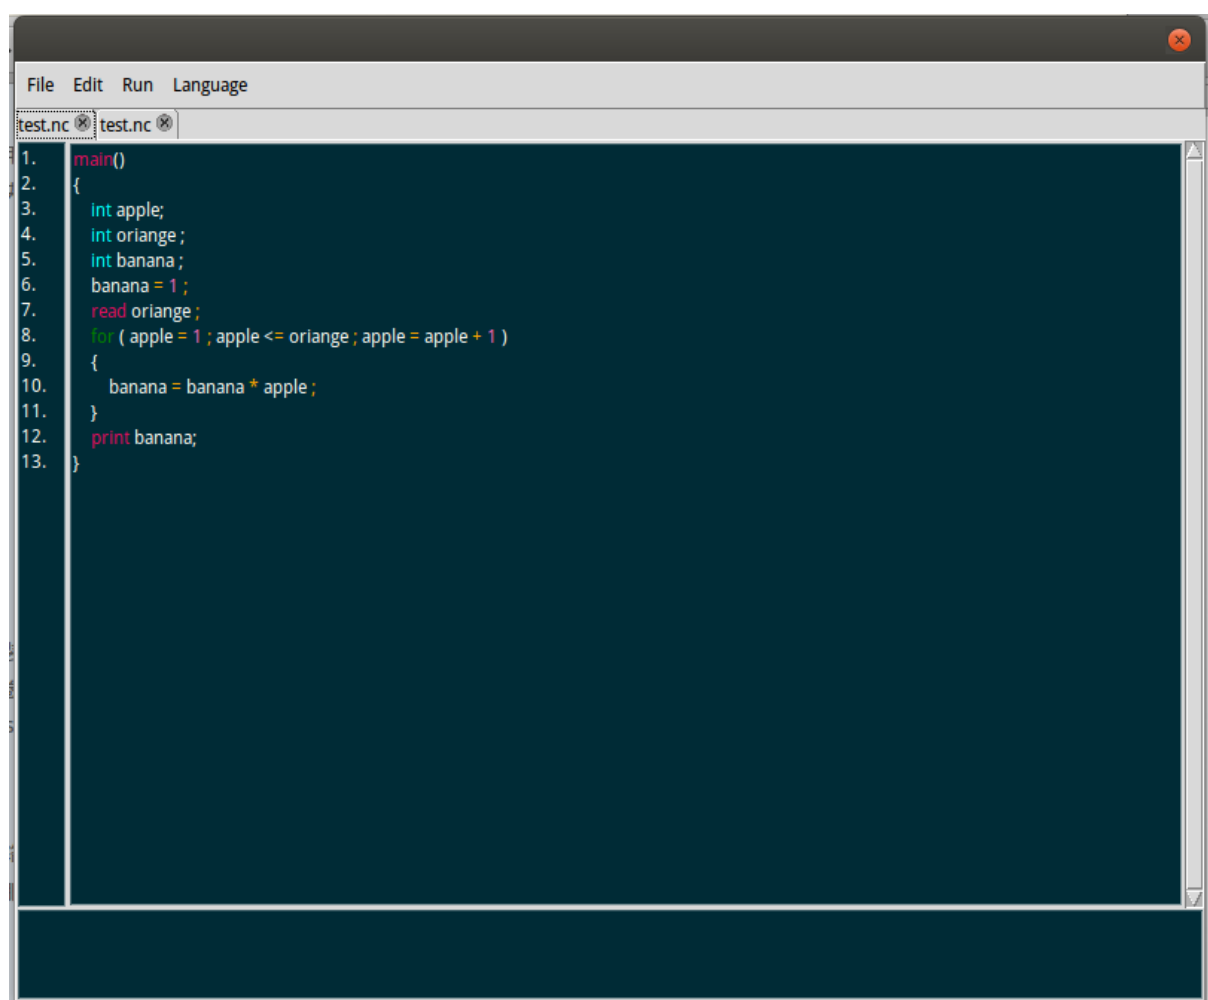 File Edit Run Language
test.nc test.nc
1. main()
2. {
3. int apple;
4. int oriange ;
5. int banana ;
6. banana = 1 ;
7. read oriange ;
8. for ( apple = 1 ; apple <= oriange ; apple = apple + 1 )
9. {
10. banana = banana * apple ;
11. }
12. print banana;
13. }